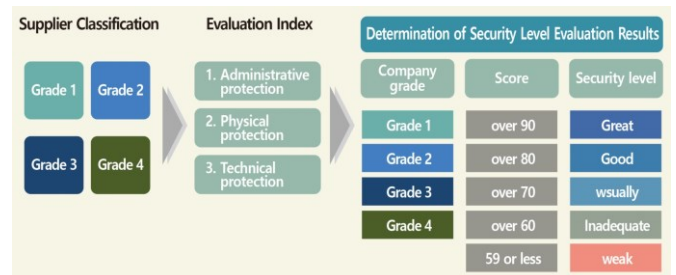 Supplier Classification
Grade 1
Grade 2
Grade 3
Grade 4
Evaluation Index
1. Administrative
protection
2. Physical
protection
3. Technical
protection
Determination of Security Level Evaluation Results
Company
grade
Score
Security level
Grade 1
over 90
Great
Grade 2
over 80
Good
Grade 3
over 70
wsually
Grade 4
over 60
Inadequate
59 or less
weak